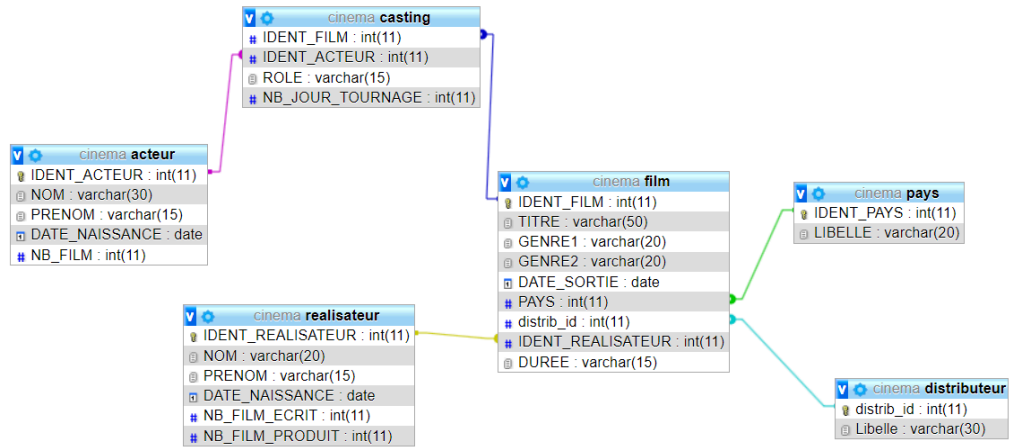 cinema casting
IDENT_FILM : int(11)
IDENT_ACTEUR : int(11)
ROLE : varchar(15)
NB_JOUR_TOURNAGE : int(11)
cinema acteur
IDENT_ACTEUR : int(11)
NOM : varchar(30)
PRENOM : varchar(15)
DATE_NAISSANCE : date
NB_FILM : int(11)
cinema film
IDENT_FILM : int(11)
TITRE : varchar(50)
GENRE1 : varchar(20)
GENRE2 : varchar(20)
DATE_SORTIE : date
PAYS : int(11)
distrib_id : int(11)
IDENT_REALISATEUR : int(11)
DUREE : varchar(15)
cinema pays
IDENT_PAYS : int(11)
LIBELLE : varchar(20)
cinema realisateur
IDENT_REALISATEUR : int(11)
NOM : varchar(20)
PRENOM : varchar(15)
DATE_NAISSANCE : date
NB_FILM_ECRIT : int(11)
NB_FILM_PRODUIT : int(11)
cinema distributeur
distrib_id : int(11)
Libelle : varchar(30)